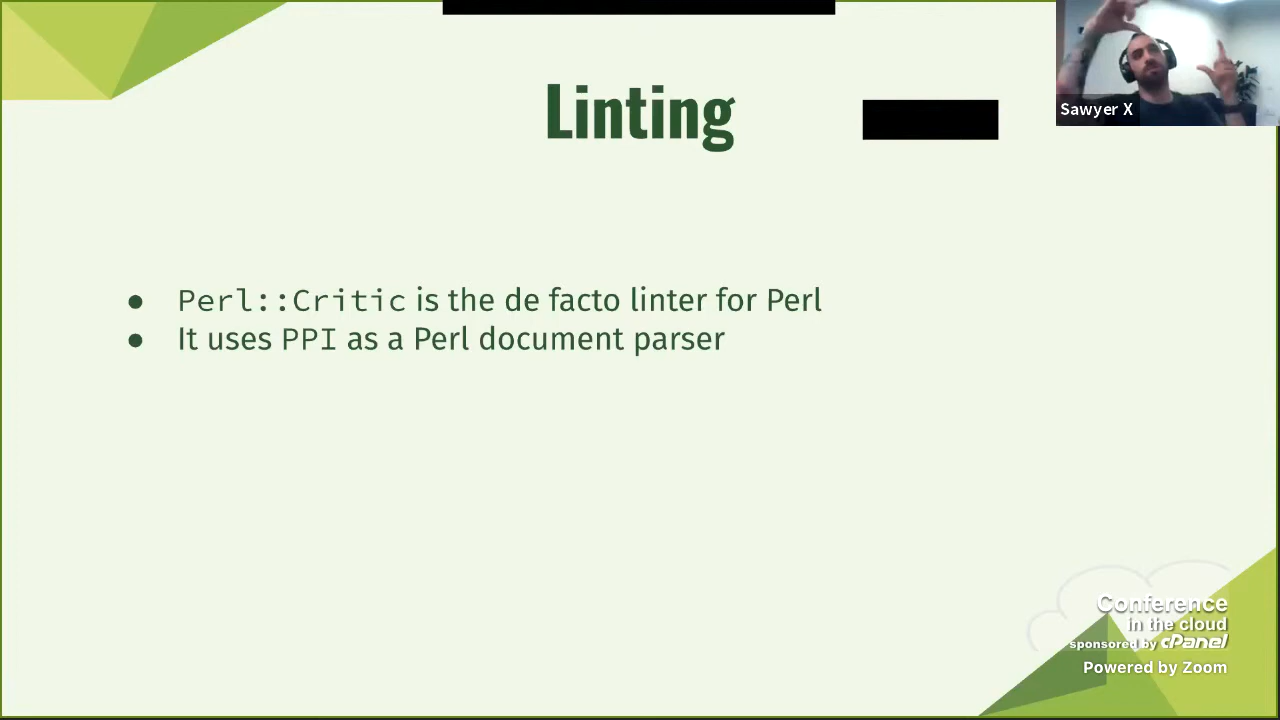 Linting
Sawyer X
● Perl::Critic is the de facto linter for Perl
● It uses PPI as a Perl document parser
Conference
in the cloud
sponsored by cPanel
Powered by Zoom